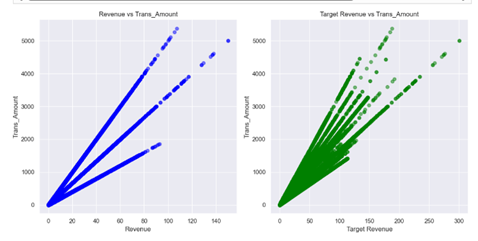 Revenue vs Trans_Amount
Trans_Amount
5000
4000
3000
2000
1000
0
0 20 40 60 80 100 120 140
Revenue
Target Revenue vs Trans_Amount
Trans_Amount
5000
4000
3000
2000
1000
0
0 50 100 150 200 250 300
Target Revenue